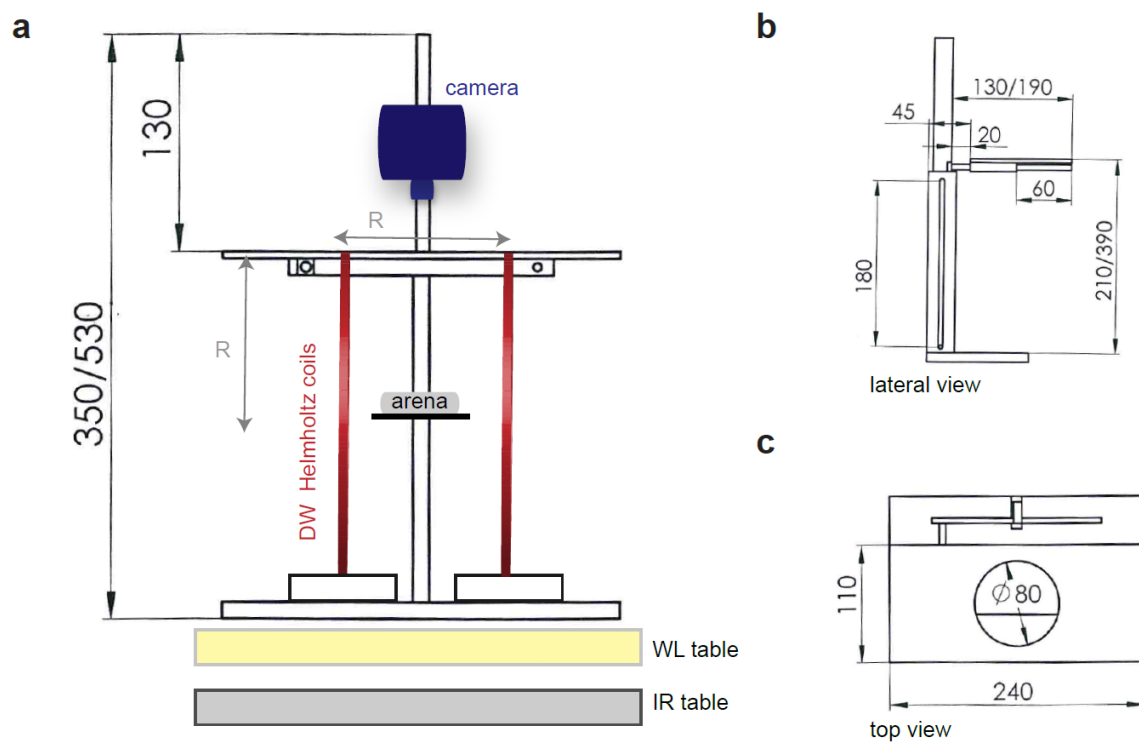 a
camera
130
R
R
350/530
DW Helmholtz coils
arena
WL table
IR table
b
130/190
45
20
60
180
210/390
lateral view
c
110
Ø 80
240
top view